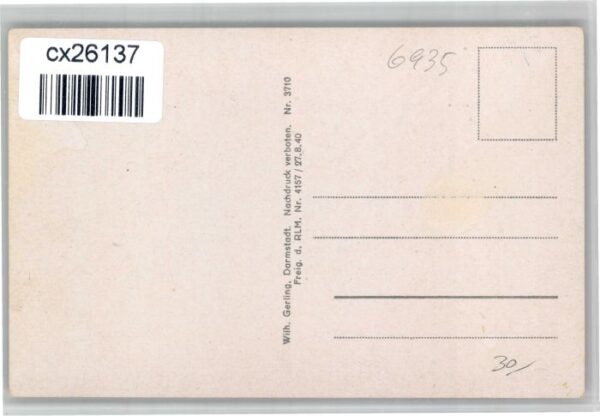 cx26137
6935
Wilh. Gerling, Darmstadt. Nachdruck verboten. Nr. 3710
Freig. d. RLM. Nr. 4157/27.8.40
30/